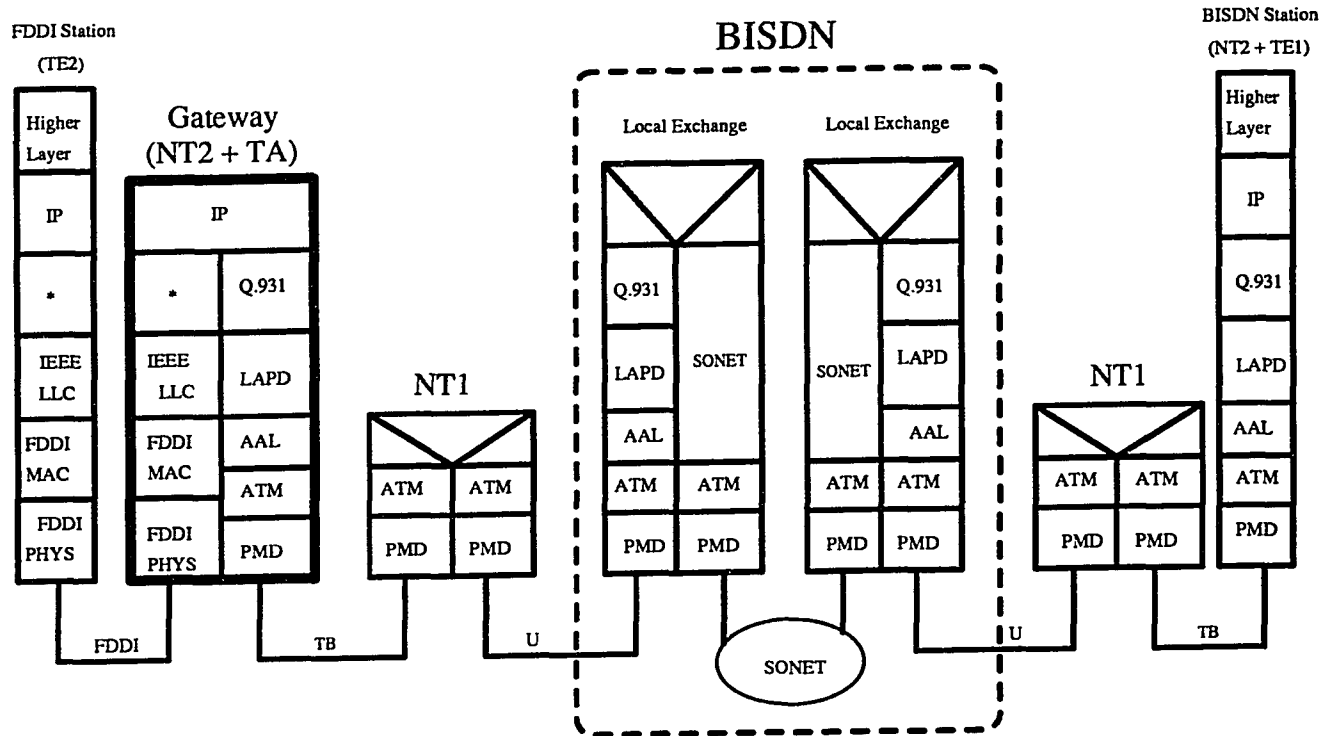 FDDI Station
(TE2)
Higher
Layer
IP
*
IEEE
LLC
FDDI
MAC
FDDI
PHYS
Gateway
(NT2 + TA)
IP
*
Q.931
IEEE
LLC
LAPD
FDDI
MAC
AAL
ATM
FDDI
PHYS
PMD
NT1
ATM
ATM
PMD
PMD
BISDN
Local Exchange
Q.931
SONET
LAPD
AAL
ATM
ATM
PMD
PMD
Local Exchange
SONET
Q.931
LAPD
AAL
ATM
ATM
PMD
PMD
NT1
ATM
ATM
PMD
PMD
BISDN Station
(NT2 + TE1)
Higher
Layer
IP
Q.931
LAPD
AAL
ATM
PMD
FDDI
TB
U
SONET
U
TB